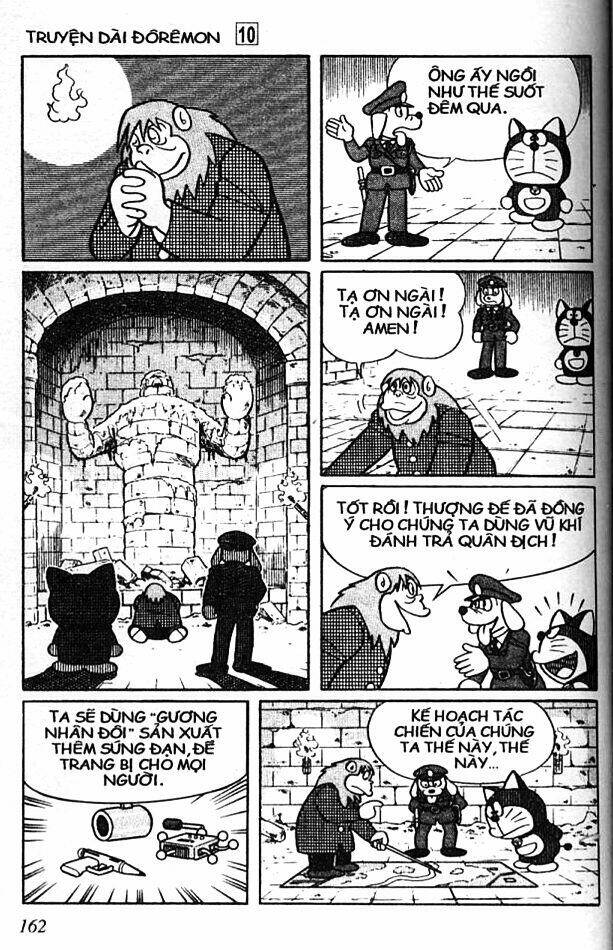 TRUYỆN DÀI ĐÔRÊMON 10
ÔNG ẤY NGỒI
NHƯ THẾ SUỐT
ĐÊM QUA.
TẠ ƠN NGÀI!
TẠ ƠN NGÀI!
AMEN!
TỐT RỒI! THƯỢNG ĐẾ ĐÃ ĐỒNG
Ý CHO CHÚNG TA DÙNG VŨ KHÍ
ĐÁNH TRẢ QUÂN ĐỊCH!
TA SẼ DÙNG "GƯƠNG
NHÂN ĐÔI" SẢN XUẤT
THÊM SÚNG ĐẠN, ĐỂ
TRANG BỊ CHO MỌI
NGƯỜI.
KẾ HOẠCH TÁC
CHIẾN CỦA CHÚNG
TA THẾ NÀY, THẾ
NÀY...
162